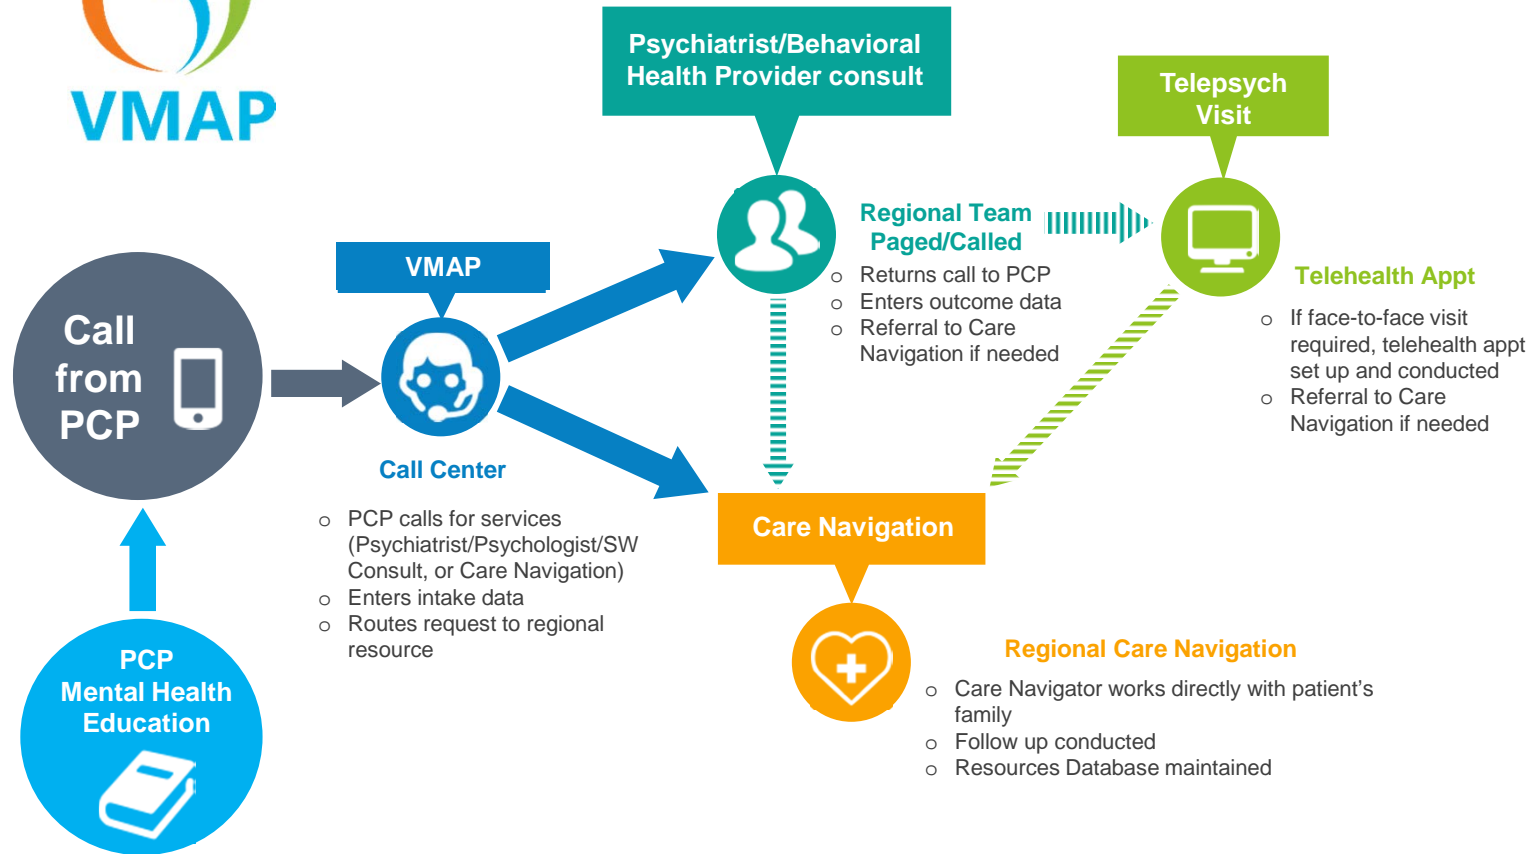 VMAP
Psychiatrist/Behavioral
Health Provider consult
Telepsych
Visit
Regional Team
Paged/Called
o Returns call to PCP
o Enters outcome data
o Referral to Care
Navigation if needed
Telehealth Appt
o If face-to-face visit
required, telehealth appt
set up and conducted
o Referral to Care
Navigation if needed
VMAP
Call
from
PCP
Call Center
o PCP calls for services
(Psychiatrist/Psychologist/SW
Consult, or Care Navigation)
o Enters intake data
o Routes request to regional
resource
Care Navigation
PCP
Mental Health
Education
Regional Care Navigation
o Care Navigator works directly with patient’s
family
o Follow up conducted
o Resources Database maintained